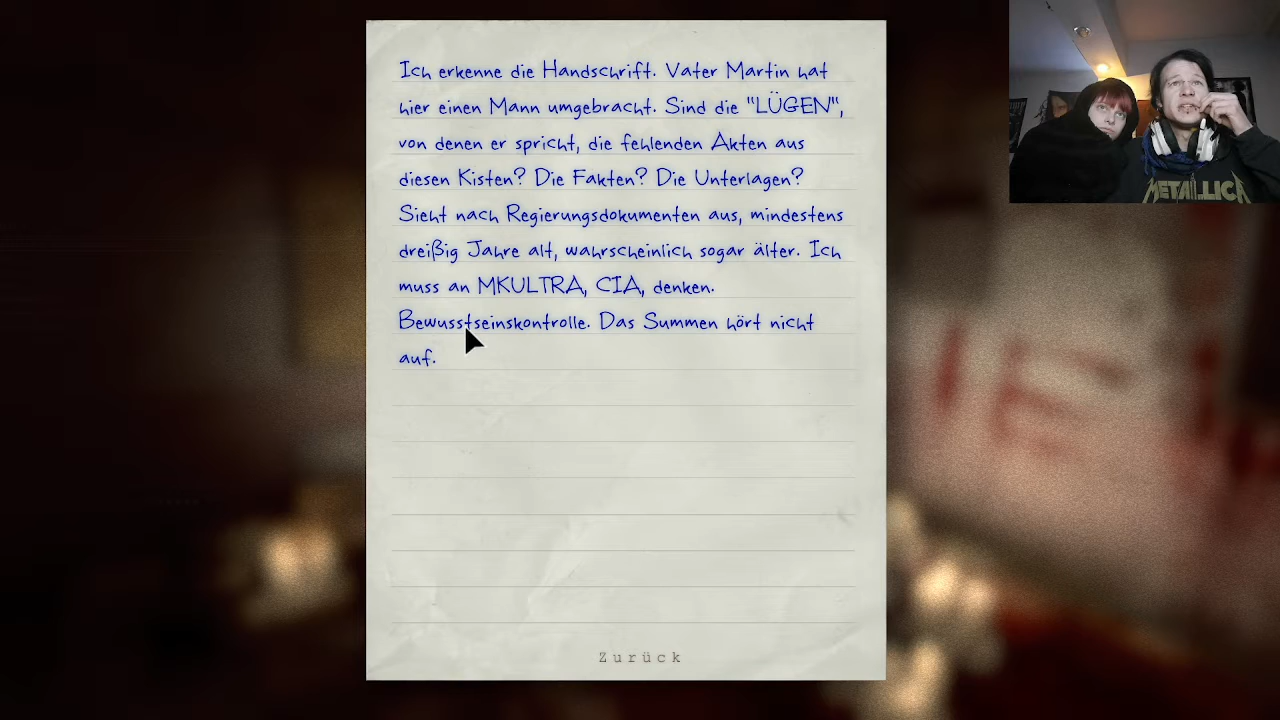 Ich erkenne die Handschrift. Vater Martin hat
hier einen Mann umgebracht. Sind die "LÜGEN",
von denen er spricht, die fehlenden Akten aus
diesen Kisten? Die Fakten? Die Unterlagen?
Sieht nach Regierungsdokumenten aus, mindestens
dreißig Jahre alt, wahrscheinlich sogar älter. Ich
muss an MKULTRA, CIA, denken.
Bewusstseinskontrolle. Das Summen hört nicht
auf.
Zurück
METALLICA